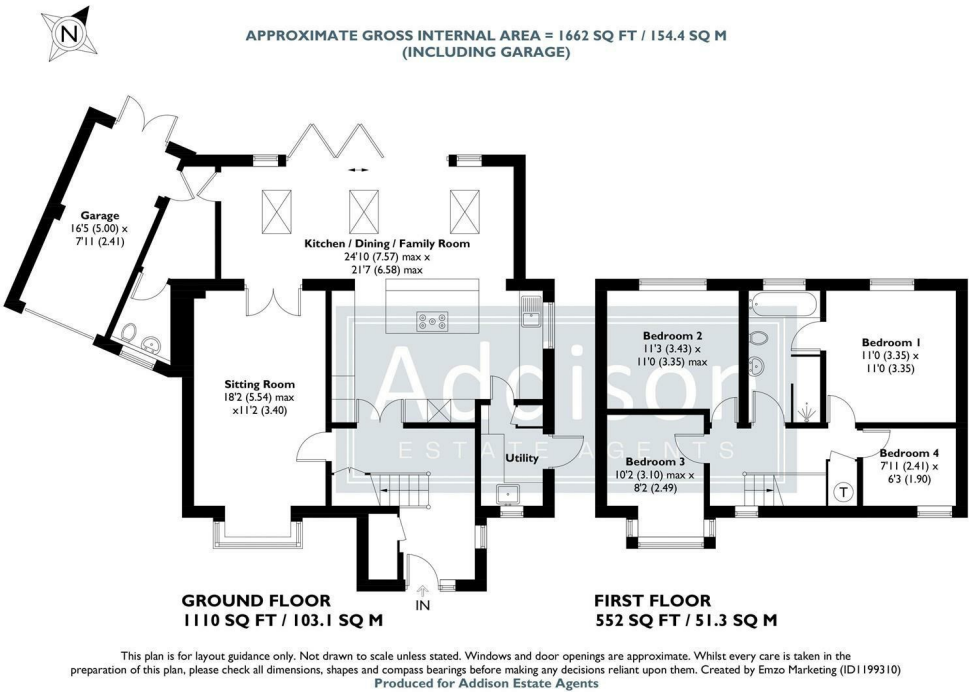 N
APPROXIMATE GROSS INTERNAL AREA = 1662 SQ FT / 154.4 SQ M
(INCLUDING GARAGE)
Garage
16'5 (5.00) x
7'11 (2.41)
Kitchen / Dining / Family Room
24'10 (7.57) max x
21'7 (6.58) max
Sitting Room
18'2 (5.54) max
x11'2 (3.40)
Utility
IN
Bedroom 2
11'3 (3.43) x
11'0 (3.35) max
Bedroom 1
11'0 (3.35) x
11'0 (3.35)
Bedroom 3
10'2 (3.10) max x
8'2 (2.49)
Bedroom 4
7'11 (2.41) x
6'3 (1.90)
T
Addison
ESTATE AGENTS
GROUND FLOOR
1110 SQ FT / 103.1 SQ M
FIRST FLOOR
552 SQ FT / 51.3 SQ M
This plan is for layout guidance only. Not drawn to scale unless stated. Windows and door openings are approximate. Whilst every care is taken in the
preparation of this plan, please check all dimensions, shapes and compass bearings before making any decisions reliant upon them. Created by Emzo Marketing (ID1199310)
Produced for Addison Estate Agents